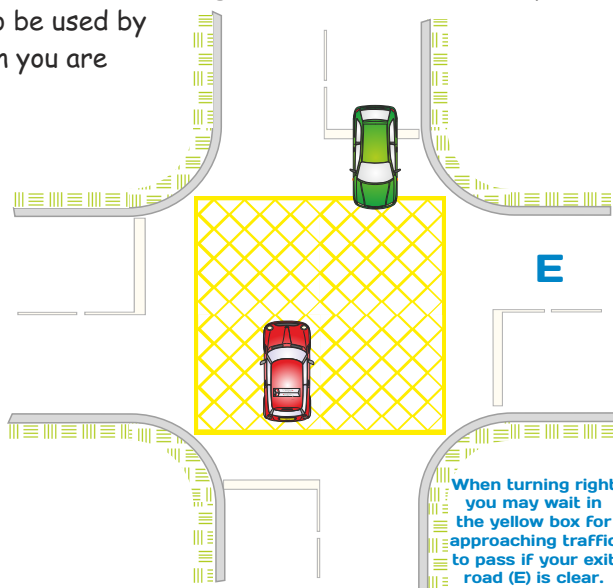 o be used by
you are
E
When turning right
you may wait in
the yellow box for
approaching traffic
to pass if your exit
road (E) is clear.